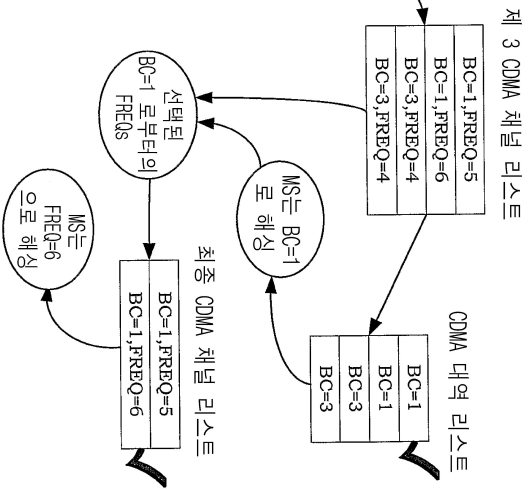 제 3 CDMA 채널 리스트
BC=1,FREQ=5
BC=1,FREQ=6
BC=3,FREQ=4
BC=3,FREQ=4
CDMA 대역 리스트
BC=1
BC=1
BC=3
BC=3
MS는 BC=1
로 해싱
선택된
BC=1 로부터의
FREQs
최종 CDMA 채널 리스트
BC=1,FREQ=5
BC=1,FREQ=6
MS는
FREQ=6
으로 해싱